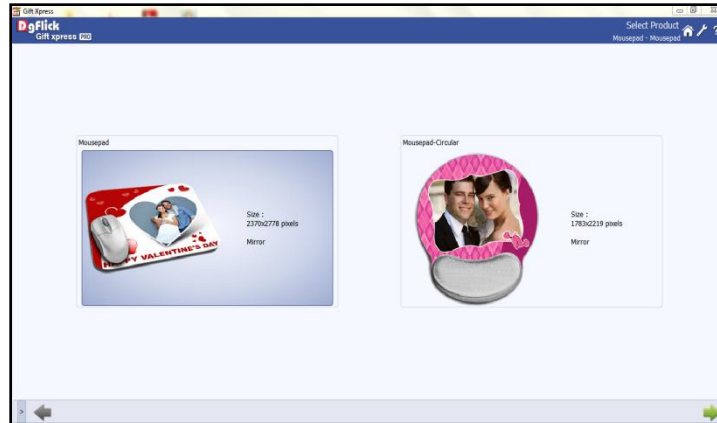 Gift Xpress
DgFlick
Gift xpress PRO
Select Product
Mousepad - Mousepad
?
Mousepad
Size :
2370x2778 pixels
Mirror
HAPPY VALENTINE'S DAY
Mousepad-Circular
Size :
1783x2219 pixels
Mirror
>